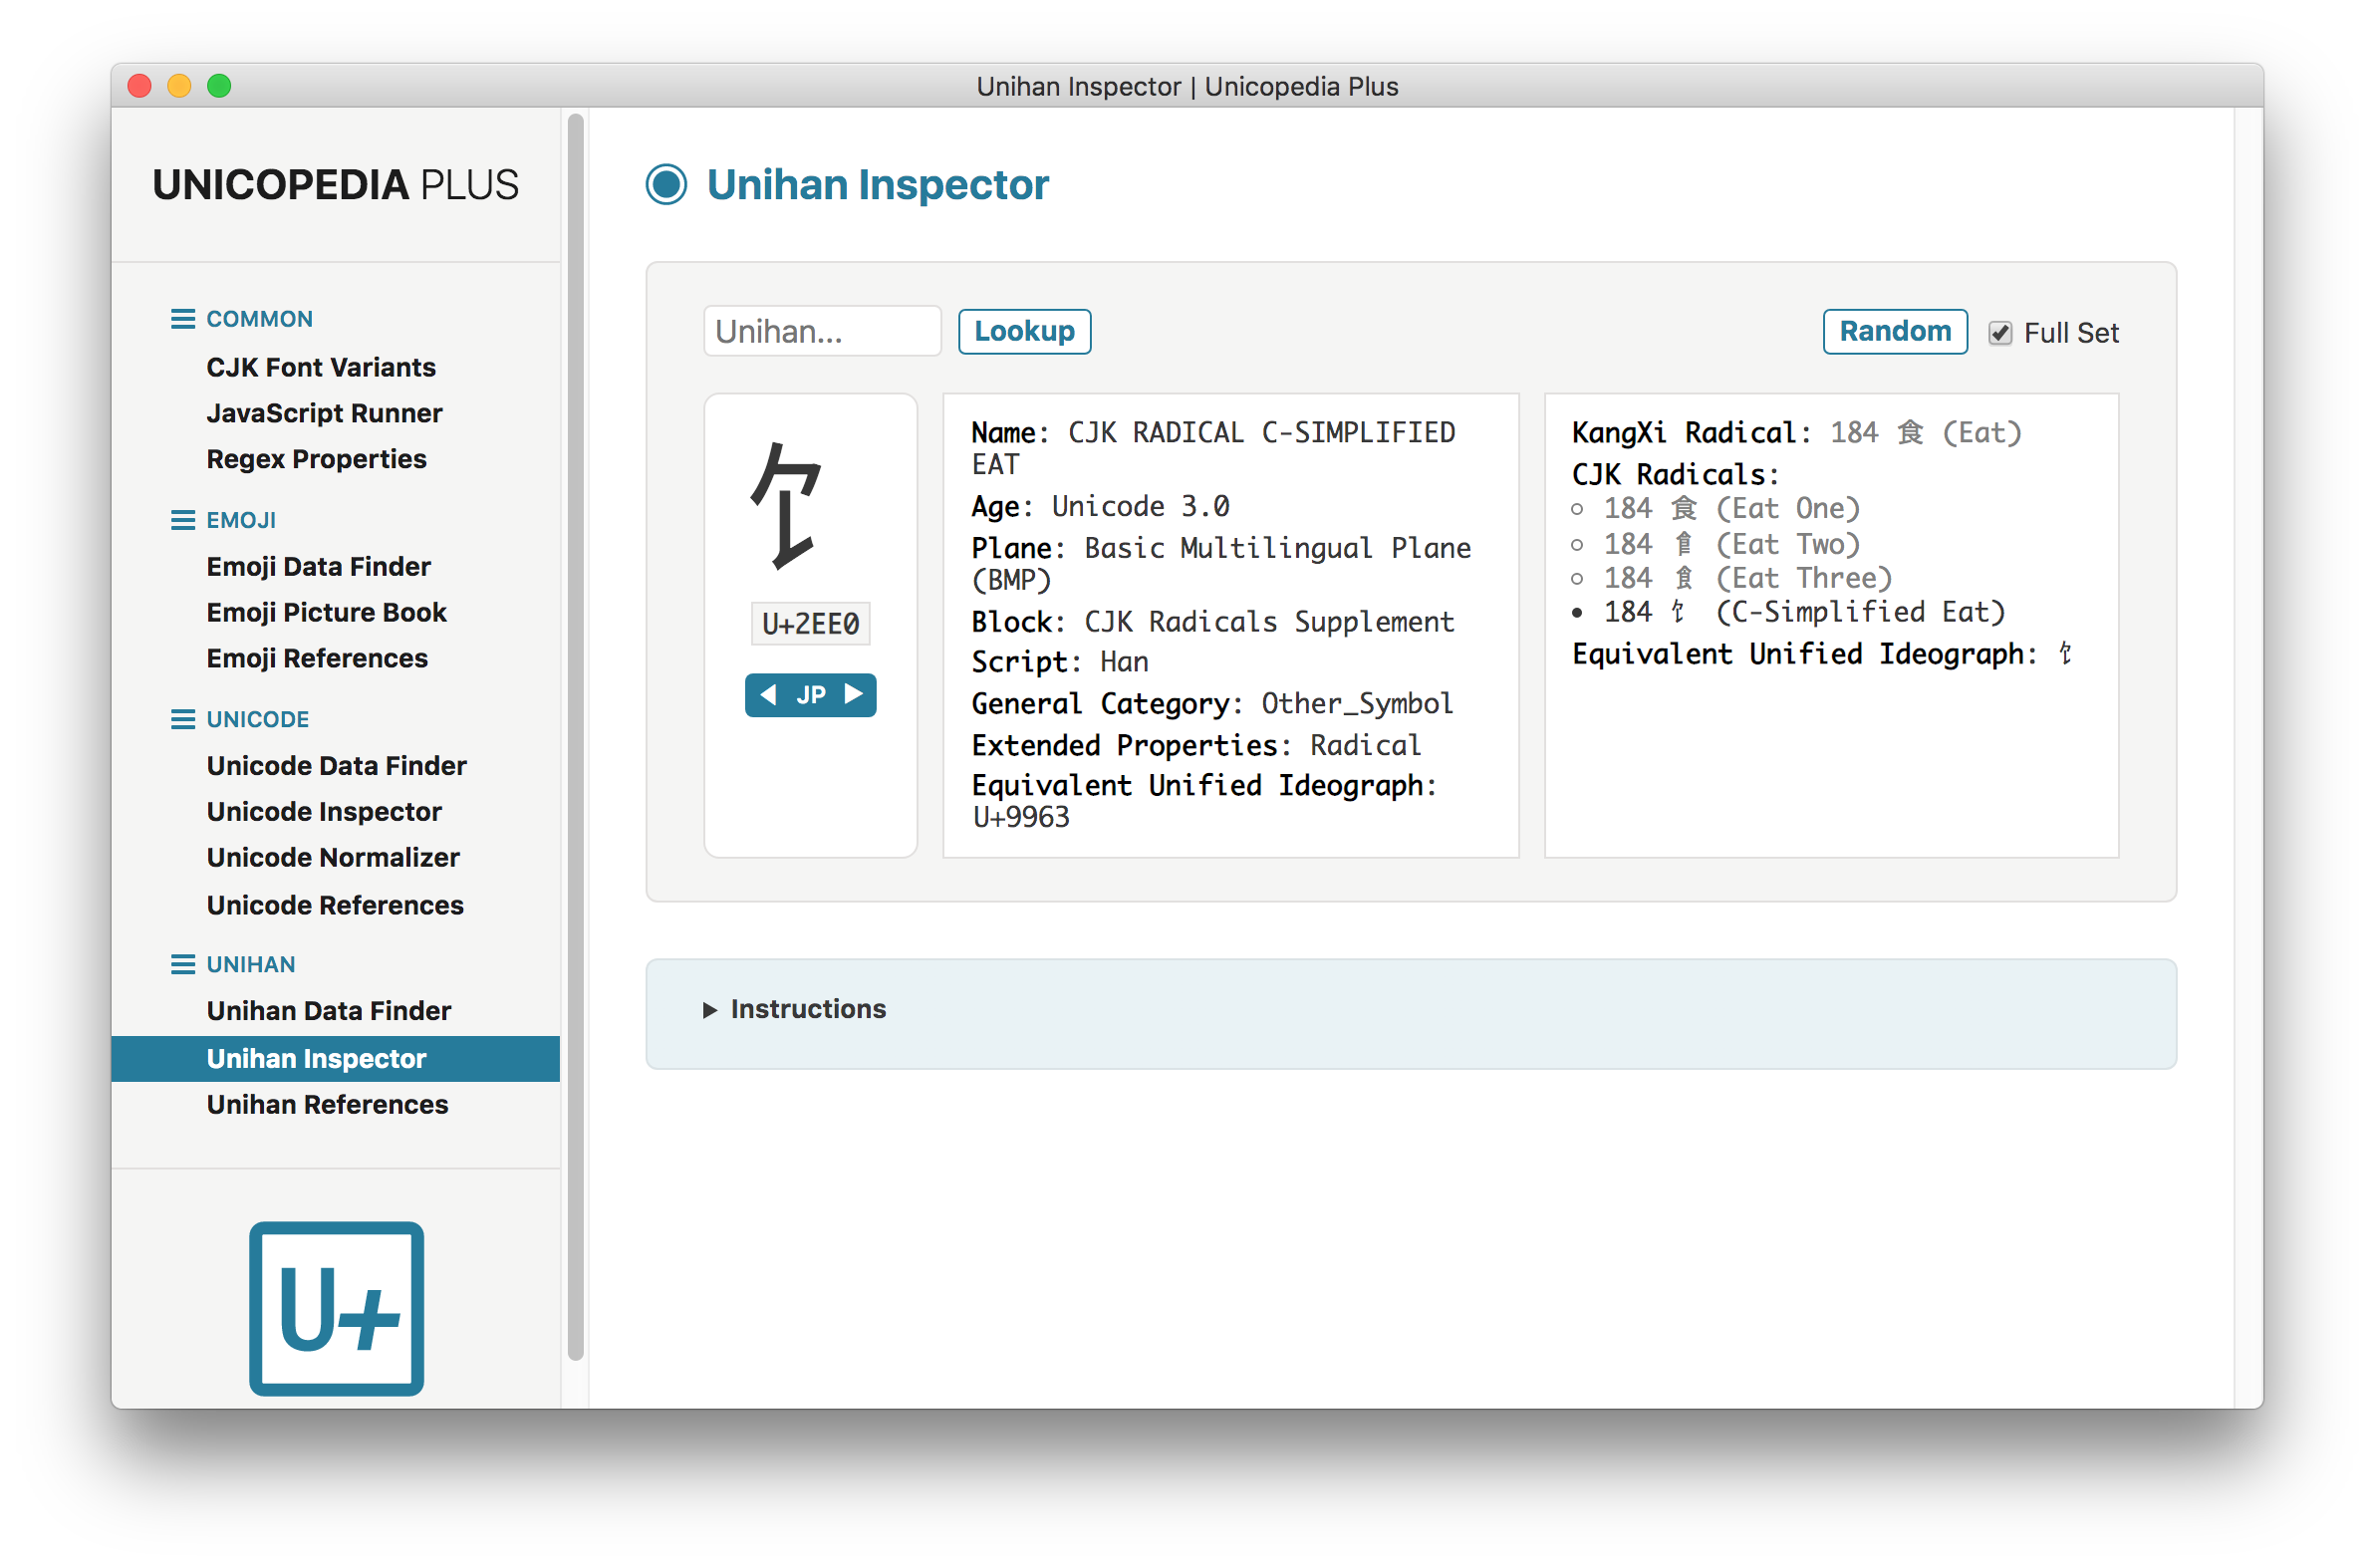 Unihan Inspector | Unicopedia Plus
UNICOPEDIA PLUS
COMMON
CJK Font Variants
JavaScript Runner
Regex Properties
EMOJI
Emoji Data Finder
Emoji Picture Book
Emoji References
UNICODE
Unicode Data Finder
Unicode Inspector
Unicode Normalizer
Unicode References
UNIHAN
Unihan Data Finder
Unihan Inspector
Unihan References
U+
Unihan Inspector
Unihan...
Lookup
Random
Full Set
⻠
U+2EE0
◀ JP ▶
Name: CJK RADICAL C-SIMPLIFIED
EAT
Age: Unicode 3.0
Plane: Basic Multilingual Plane
(BMP)
Block: CJK Radicals Supplement
Script: Han
General Category: Other_Symbol
Extended Properties: Radical
Equivalent Unified Ideograph:
U+9963
KangXi Radical: 184 ⾷ (Eat)
CJK Radicals:
184 ⻝ (Eat One)
184 ⻞ (Eat Two)
184 ⻟ (Eat Three)
184 ⻠ (C-Simplified Eat)
Equivalent Unified Ideograph: 饣
Instructions